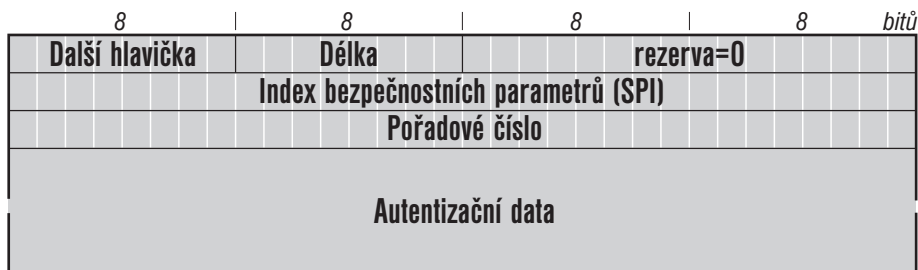 8 8 8 8 bitů
Další hlavička Délka rezerva=0
Index bezpečnostních parametrů (SPI)
Pořadové číslo
Autentizační data